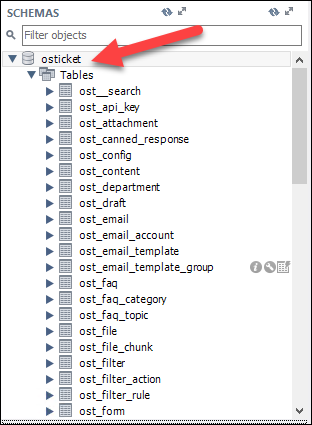 SCHEMAS
Filter objects
osticket
Tables
ost__search
ost_api_key
ost_attachment
ost_canned_response
ost_config
ost_content
ost_department
ost_draft
ost_email
ost_email_account
ost_email_template
ost_email_template_group
ost_faq
ost_faq_category
ost_faq_topic
ost_file
ost_file_chunk
ost_filter
ost_filter_action
ost_filter_rule
ost_form